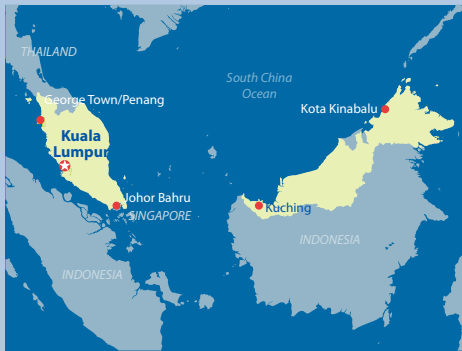 THAILAND
South China
Ocean
George Town/Penang
Kota Kinabalu
Kuala
Lumpur
Johor Bahru
Kuching
SINGAPORE
INDONESIA
INDONESIA